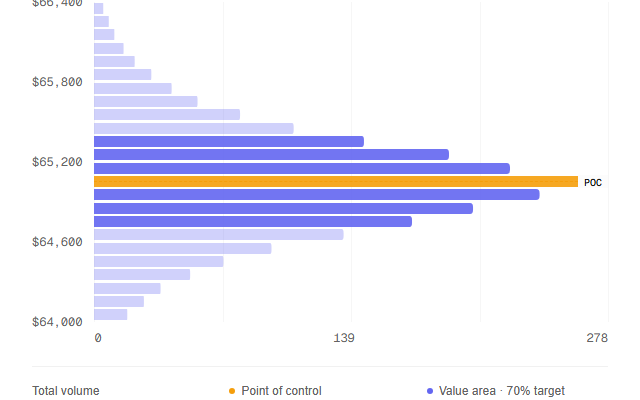 $66,400
$65,800
$65,200
POC
$64,600
$64,000
0 139 278
Total volume Point of control Value area · 70% target